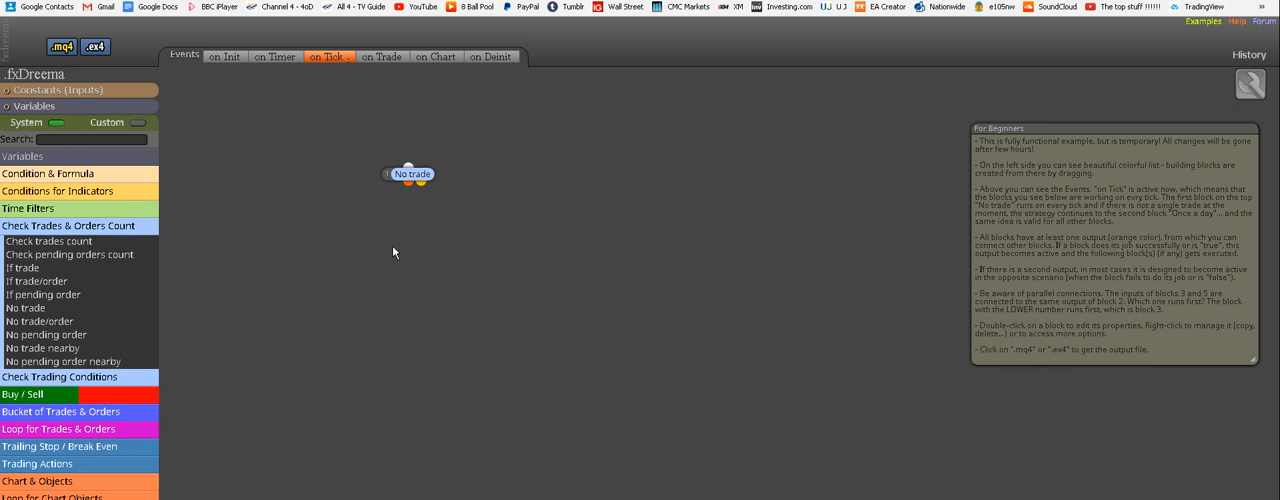 Google Contacts Gmail Google Docs BBC iPlayer Channel 4 - 4oD All 4 - TV Guide YouTube 8 Ball Pool PayPal Tumblr Wall Street CMC Markets XM Investing.com U J EA Creator Nationwide e105nw SoundCloud The top stuff !!!!!! TradingView »
Examples Help Forum
fxdreema
.mq4 .ex4
Events on Init on Timer on Tick on Trade on Chart on Deinit
History
.fxDreema
Constants (Inputs)
Variables
System Custom
Search:
Variables
Condition & Formula
Conditions for Indicators
Time Filters
Check Trades & Orders Count
Check trades count
Check pending orders count
If trade
If trade/order
If pending order
No trade
No trade/order
No pending order
No trade nearby
No pending order nearby
Check Trading Conditions
Buy / Sell
Bucket of Trades & Orders
Loop for Trades & Orders
Trailing Stop / Break Even
Trading Actions
Chart & Objects
Loop for Chart Objects
1 No trade
For Beginners
- This is fully functional example, but is temporary! All changes will be gone
after few hours!
- On the left side you can see beautiful colorful list - building blocks are
created from there by dragging.
- Above you can see the Events. "on Tick" is active now, which means that
the blocks you see below are working on evry tick. The first block on the top
"No trade" runs on evry tick and if there is not a single trade at the
moment, the strategy continues to the second block "Once a day"... and the
same idea is valid for all other blocks.
- All blocks have at least one output (orange color), from which you can
connect other blocks. If a block does its job successfully or is "true", this
output becomes active and the following block(s) (if any) gets executed.
- If there is a second output, in most cases it is designed to become active
in the opposite scenario (when the block fails to do its job or is "false").
- Be aware of parallel connections. The inputs of blocks 3 and 5 are
connected to the same output of block 2. Which one runs first? The block
with the LOWER number runs first, which is block 3.
- Double-click on a block to edit its properties. Right-click to manage it (copy,
delete...) or to access more options.
- Click on ".mq4" or ".ex4" to get the output file.